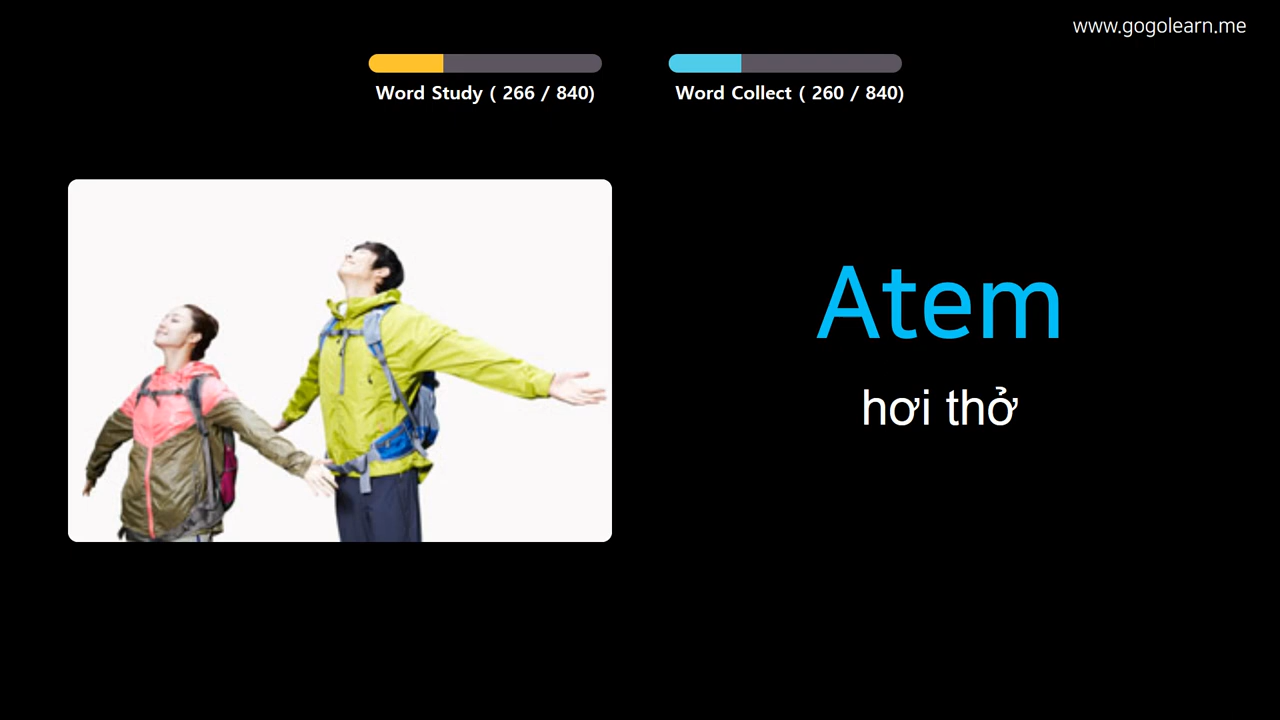 www.gogolearn.me
Word Study ( 266 / 840)
Word Collect ( 260 / 840)
Atem
hơi thở